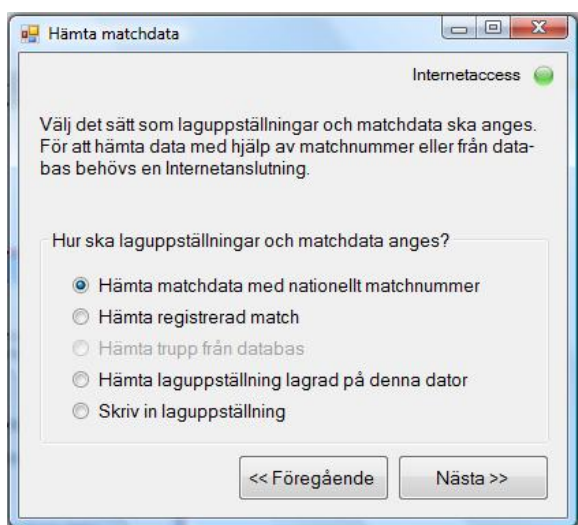 Hämta matchdata
Internetaccess
Välj det sätt som laguppställningar och matchdata ska anges.
För att hämta data med hjälp av matchnummer eller från data-
bas behövs en Internetanslutning.
Hur ska laguppställningar och matchdata anges?
Hämta matchdata med nationellt matchnummer
Hämta registrerad match
Hämta trupp från databas
Hämta laguppställning lagrad på denna dator
Skriv in laguppställning
<< Föregående
Nästa >>